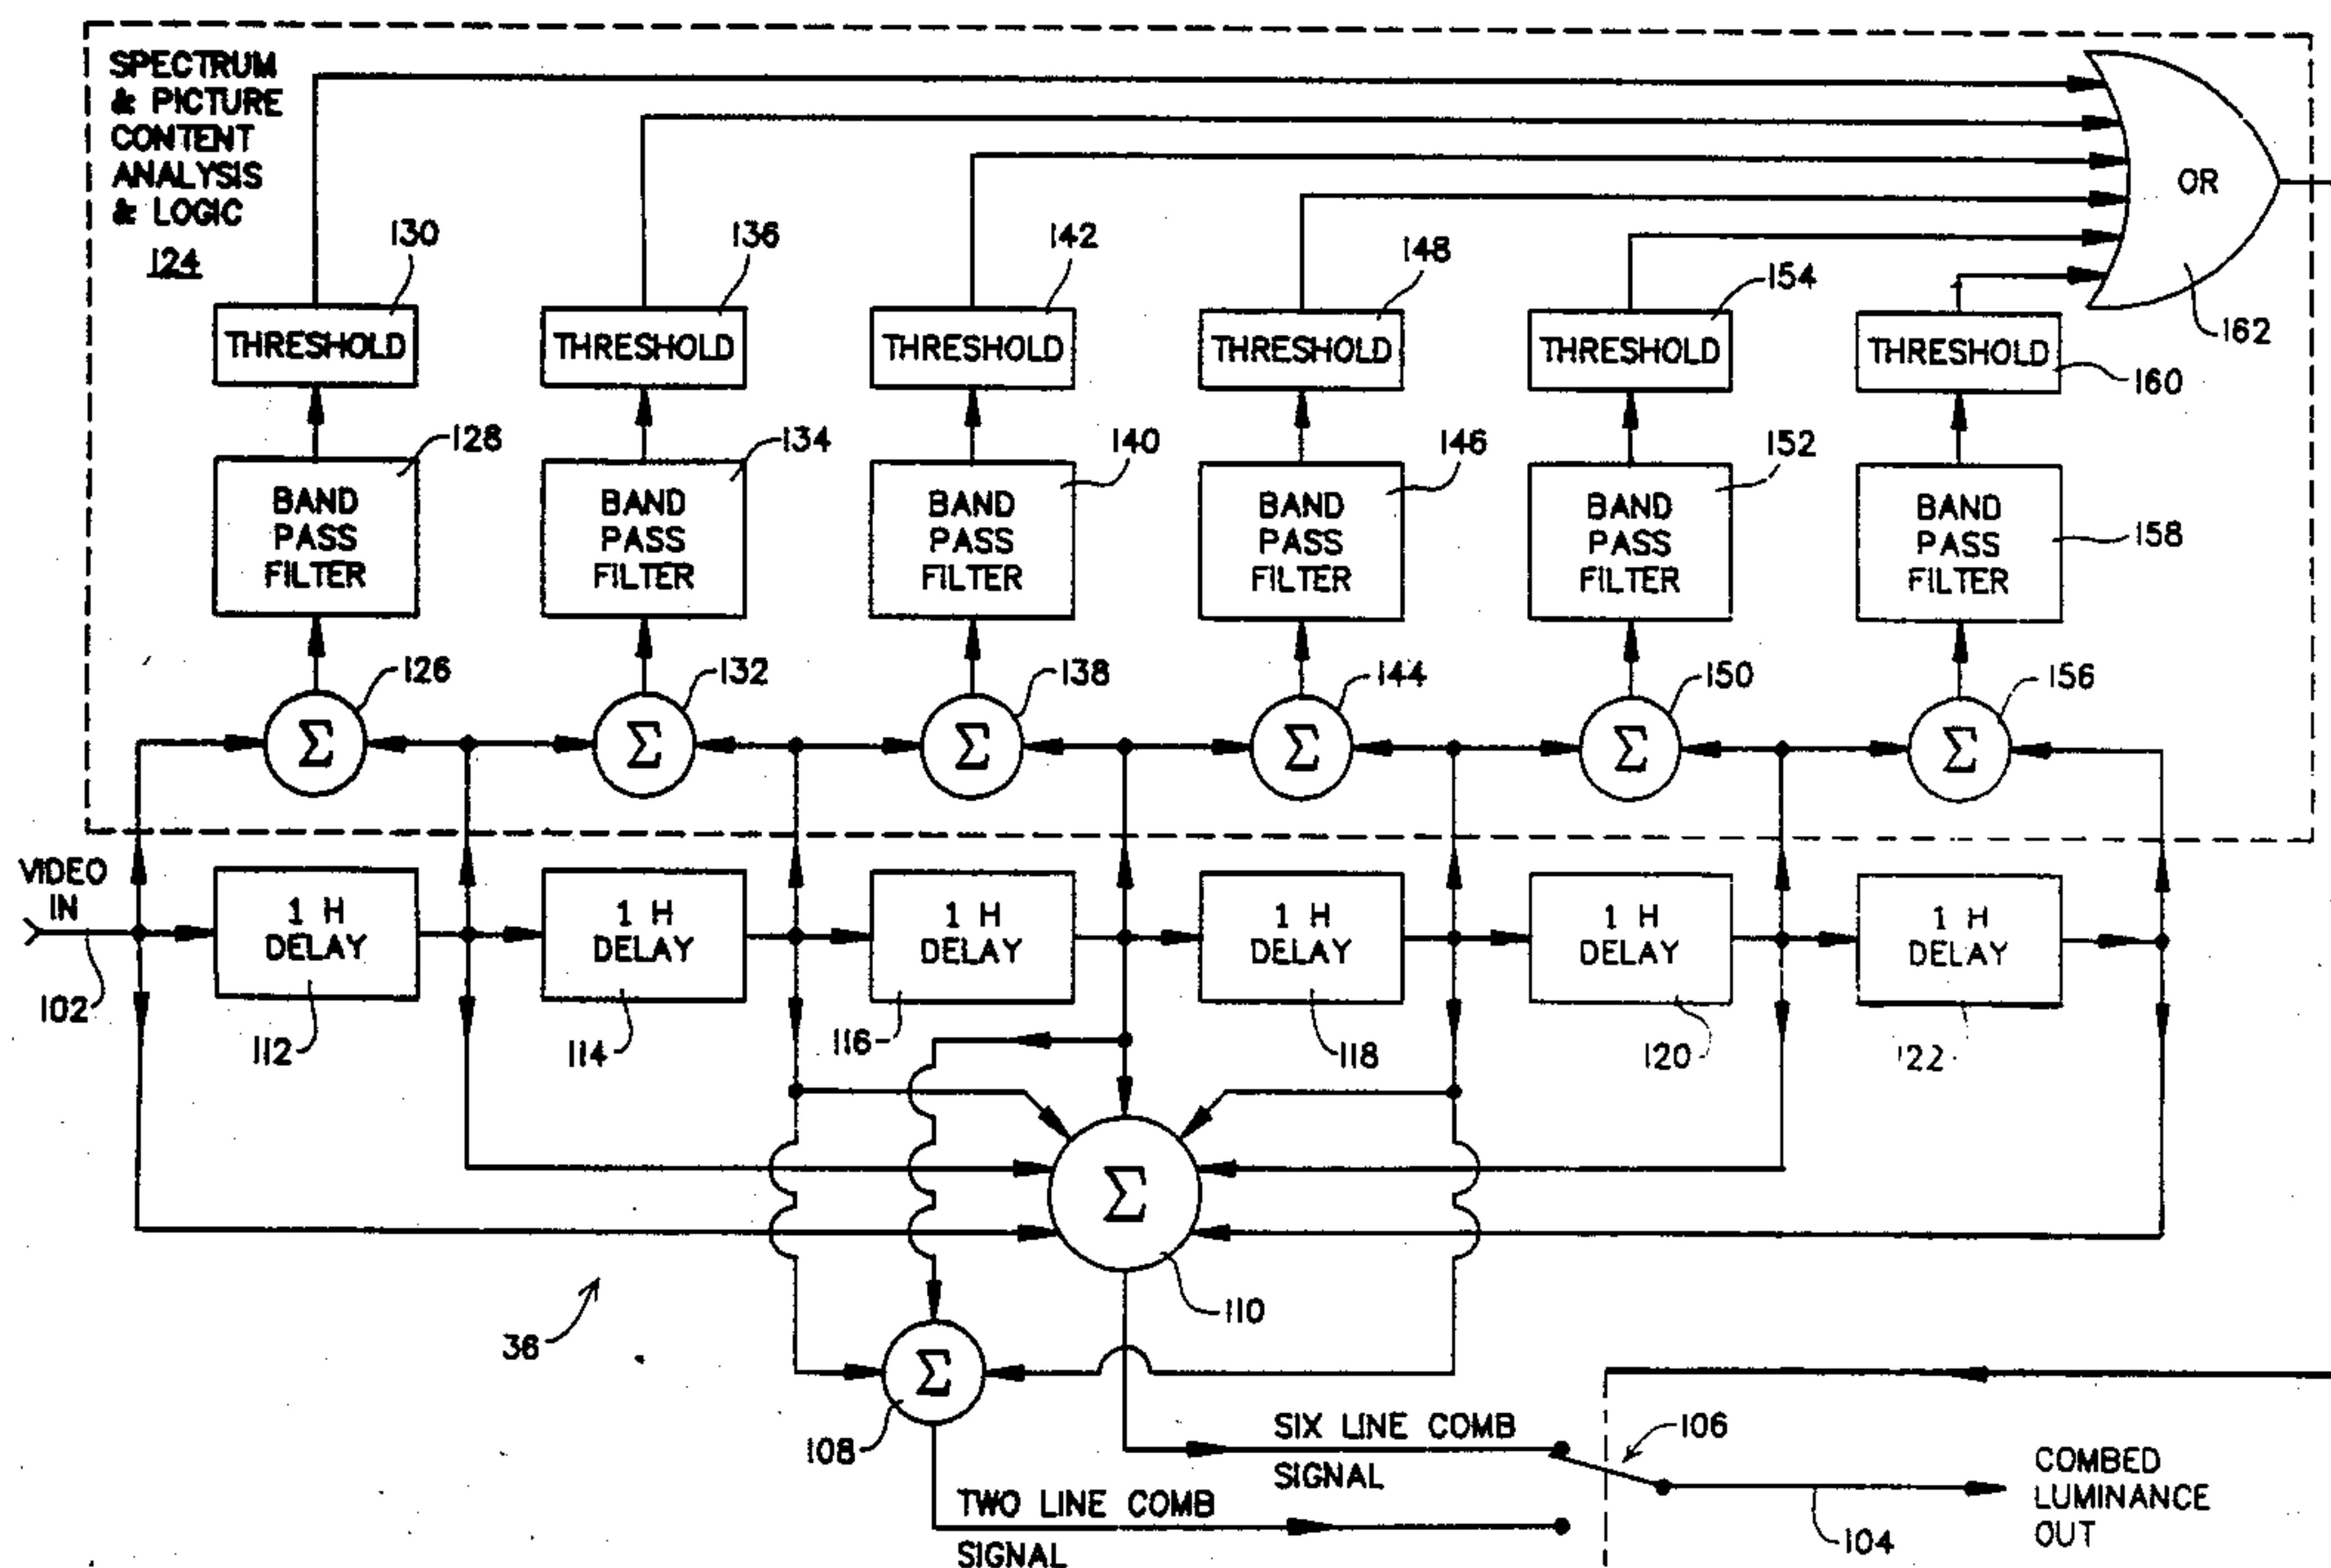 SPECTRUM
& PICTURE
CONTENT
ANALYSIS
& LOGIC
124
OR
162
130
136
142
148
154
160
THRESHOLD
THRESHOLD
THRESHOLD
THRESHOLD
THRESHOLD
THRESHOLD
128
134
140
146
152
158
BAND
PASS
FILTER
BAND
PASS
FILTER
BAND
PASS
FILTER
BAND
PASS
FILTER
BAND
PASS
FILTER
BAND
PASS
FILTER
126
132
138
144
150
156
Σ
Σ
Σ
Σ
Σ
Σ
VIDEO
IN
102
1 H
DELAY
1 H
DELAY
1 H
DELAY
1 H
DELAY
1 H
DELAY
1 H
DELAY
112
114
116
118
120
122
Σ
110
36
Σ
108
SIX LINE COMB
SIGNAL
TWO LINE COMB
SIGNAL
106
104
COMBED
LUMINANCE
OUT